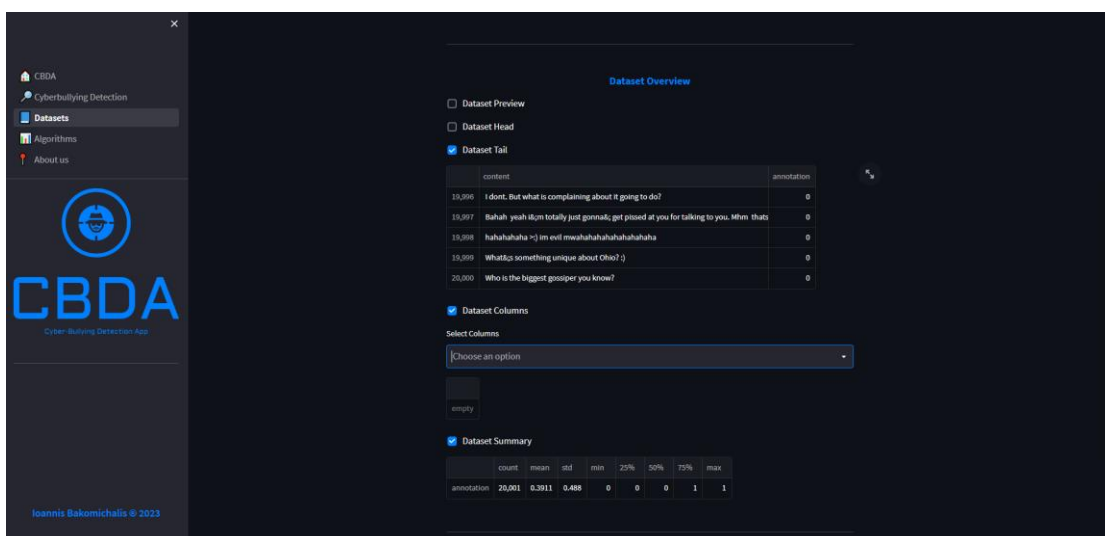 ×
CBDA
Cyberbullying Detection
Datasets
Algorithms
About us
CBDA
Cyber-Bullying Detection App
Ioannis Bakomichalis © 2023
Dataset Overview
Dataset Preview
Dataset Head
Dataset Tail
content annotation
19,996 I dont. But what is complaining about it going to do? 0
19,997 Bahah yeah i&;m totally just gonna&; get pissed at you for talking to you. Mhm thats 0
19,998 hahahahaha >:) im evil mwahahahahahahahahaha 0
19,999 What&;s something unique about Ohio? :) 0
20,000 Who is the biggest gossiper you know? 0
Dataset Columns
Select Columns
Choose an option
empty
Dataset Summary
count mean std min 25% 50% 75% max
annotation 20,001 0.3911 0.488 0 0 0 1 1